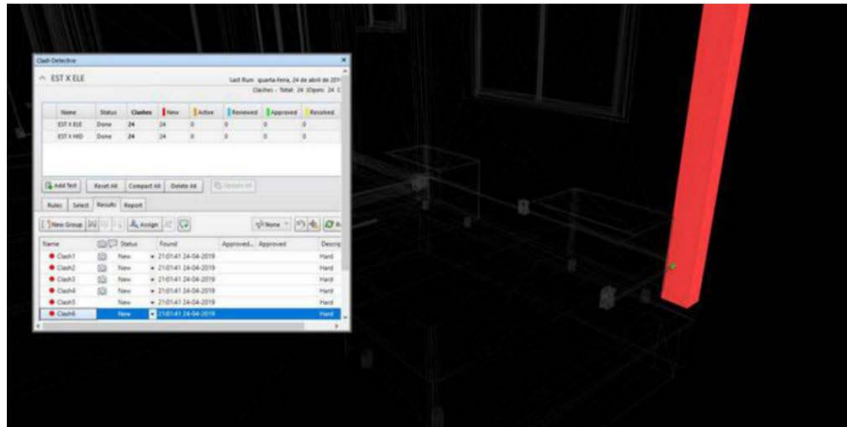 Clash Detective
EST X ELE
Last Run: quarta-feira, 24 de abril de 201
Clashes - Total: 24 (Open: 24 C
Name Status Clashes New Active Reviewed Approved Resolved
EST X ELE Done 24 24 0 0 0 0
EST X HID Done 24 24 0 0 0 0
Add Test Reset All Compact All Delete All Update All
Rules Select Results Report
New Group Assign None
Name Status Found Approved... Approved Descrip
Clash1 New 21:01:41 24-04-2019 Hard
Clash2 New 21:01:41 24-04-2019 Hard
Clash3 New 21:01:41 24-04-2019 Hard
Clash4 New 21:01:41 24-04-2019 Hard
Clash5 New 21:01:41 24-04-2019 Hard
Clash6 New 21:01:41 24-04-2019 Hard